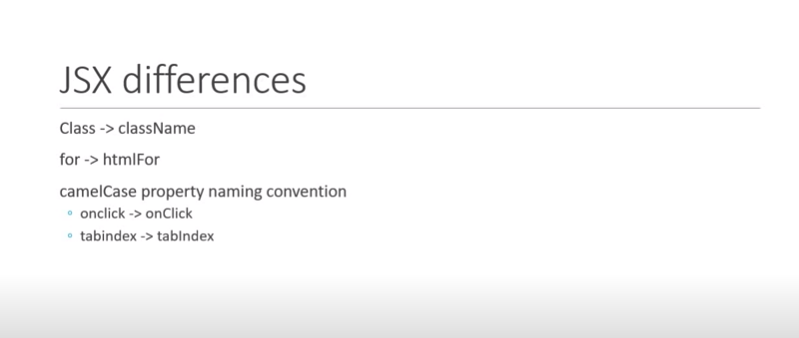 JSX differences
Class -> className
for -> htmlFor
camelCase property naming convention
onclick -> onClick
tabindex -> tabIndex